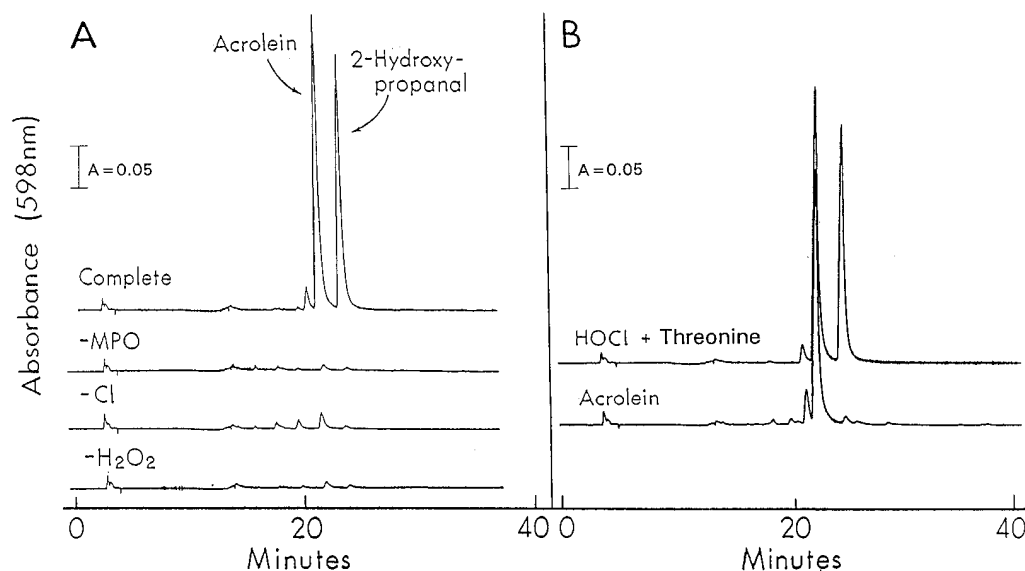 A
Acrolein
2-Hydroxy-
propanal
A=0.05
Absorbance (598nm)
Complete
-MPO
-Cl
-H₂O₂
0 20 40
Minutes
B
A=0.05
HOCl + Threonine
Acrolein
0 20 40
Minutes